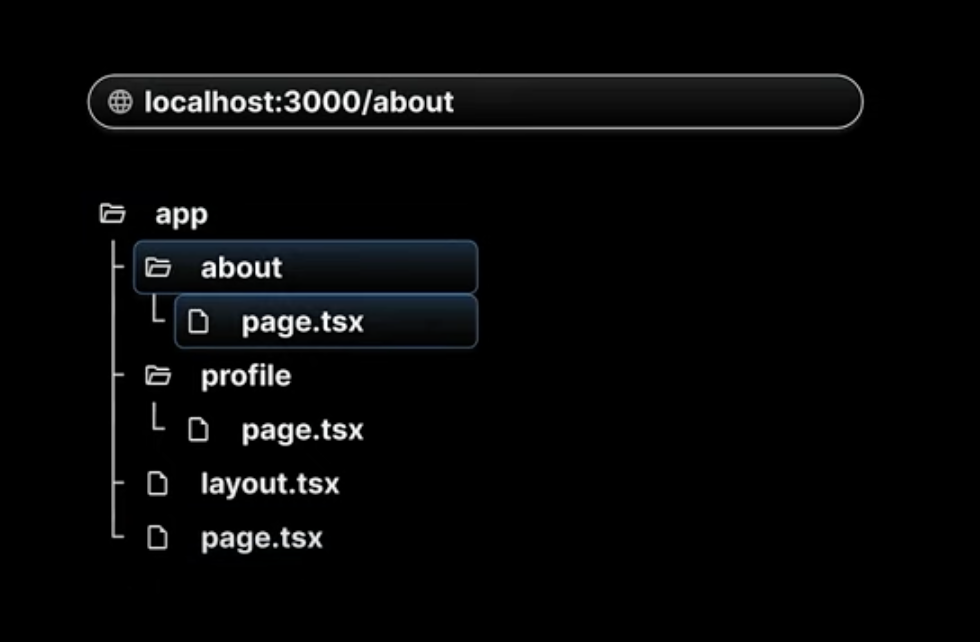 localhost:3000/about
app
about
page.tsx
profile
page.tsx
layout.tsx
page.tsx